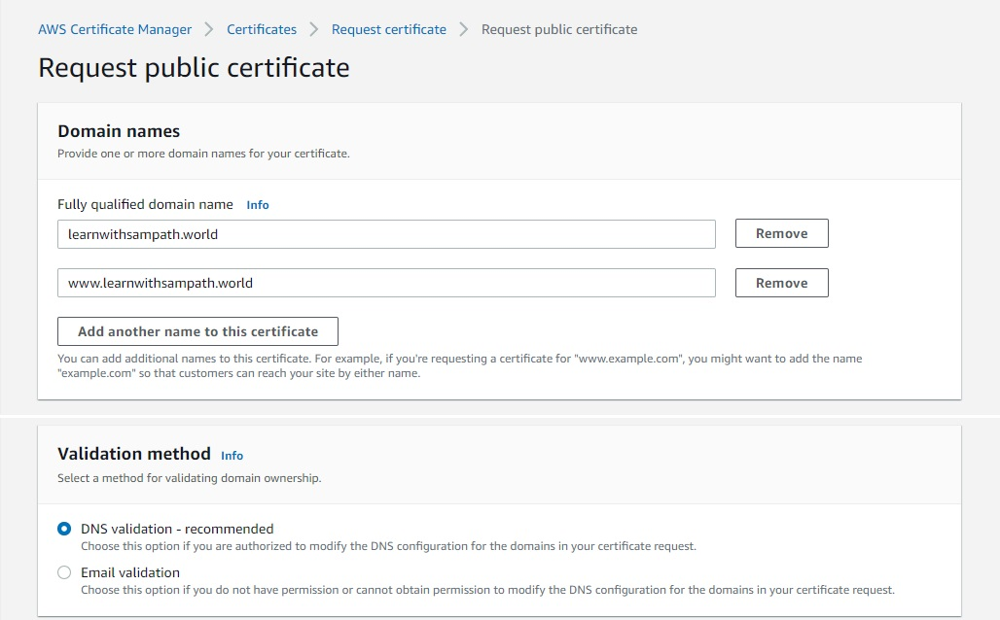 AWS Certificate Manager > Certificates > Request certificate > Request public certificate
Request public certificate
Domain names
Provide one or more domain names for your certificate.
Fully qualified domain name Info
learnwithsampath.world Remove
www.learnwithsampath.world Remove
Add another name to this certificate
You can add additional names to this certificate. For example, if you're requesting a certificate for "www.example.com", you might want to add the name
"example.com" so that customers can reach your site by either name.
Validation method Info
Select a method for validating domain ownership.
DNS validation - recommended
Choose this option if you are authorized to modify the DNS configuration for the domains in your certificate request.
Email validation
Choose this option if you do not have permission or cannot obtain permission to modify the DNS configuration for the domains in your certificate request.